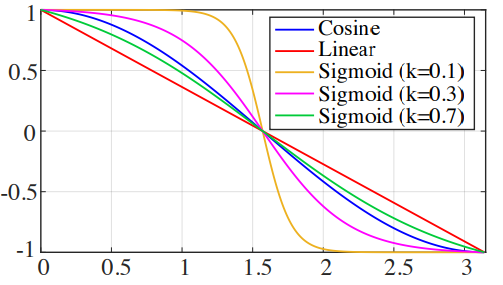 1
0.5
0
-0.5
-1
Cosine
Linear
Sigmoid (k=0.1)
Sigmoid (k=0.3)
Sigmoid (k=0.7)
0 0.5 1 1.5 2 2.5 3